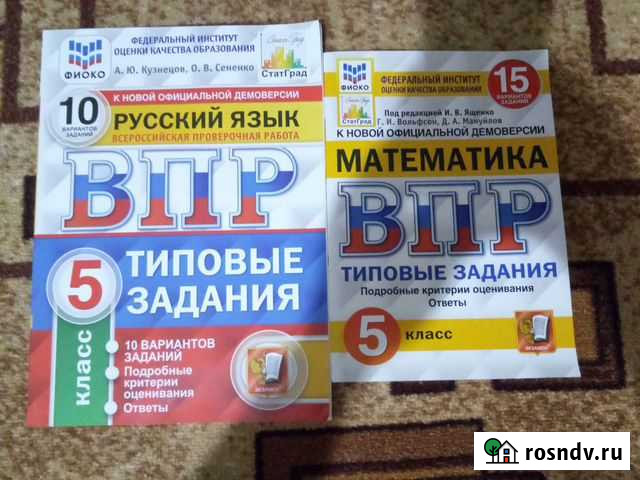 ФИОКО
ФЕДЕРАЛЬНЫЙ ИНСТИТУТ
ОЦЕНКИ КАЧЕСТВА ОБРАЗОВАНИЯ
А. Ю. Кузнецов, О. В. Сененко
СтатГрад
10
ВАРИАНТОВ
ЗАДАНИЙ
К НОВОЙ ОФИЦИАЛЬНОЙ ДЕМОВЕРСИИ
РУССКИЙ ЯЗЫК
ВСЕРОССИЙСКАЯ ПРОВЕРОЧНАЯ РАБОТА
ВПР
5
класс
ТИПОВЫЕ
ЗАДАНИЯ
10 ВАРИАНТОВ
ЗАДАНИЙ
Подробные
критерии
оценивания
Ответы
ЭКЗАМЕН
ФИОКО
ФЕДЕРАЛЬНЫЙ ИНСТИТУТ
ОЦЕНКИ КАЧЕСТВА ОБРАЗОВАНИЯ
15
ВАРИАНТОВ
ЗАДАНИЙ
СтатГрад
Под редакцией И. В. Ященко
Г. И. Вольфсон, Д. А. Мануйлов
К НОВОЙ ОФИЦИАЛЬНОЙ ДЕМОВЕРСИИ
МАТЕМАТИКА
ВПР
ТИПОВЫЕ ЗАДАНИЯ
Подробные критерии оценивания
Ответы
5 КЛАСС
ЭКЗАМЕН
rosndv.ru